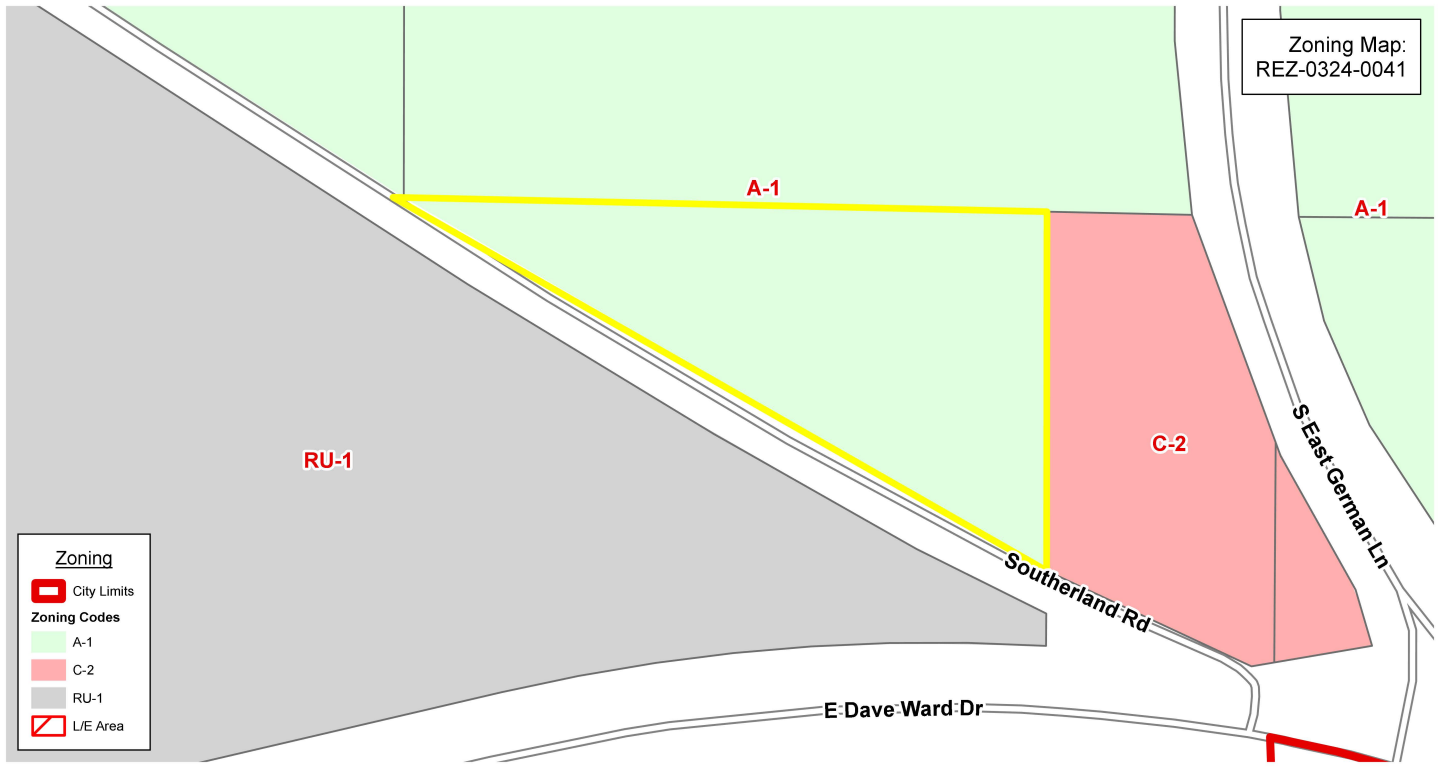 Zoning Map:
REZ-0324-0041
A-1
A-1
C-2
RU-1
S East German Ln
Southerland Rd
E Dave Ward Dr
Zoning
City Limits
Zoning Codes
A-1
C-2
RU-1
L/E Area